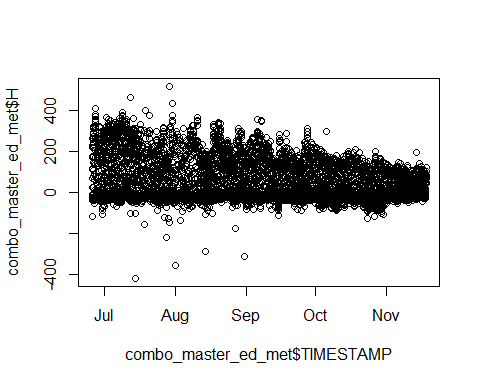 combo_master_ed_met$H
400
200
0
-400
Jul
Aug
Sep
Oct
Nov
combo_master_ed_met$TIMESTAMP